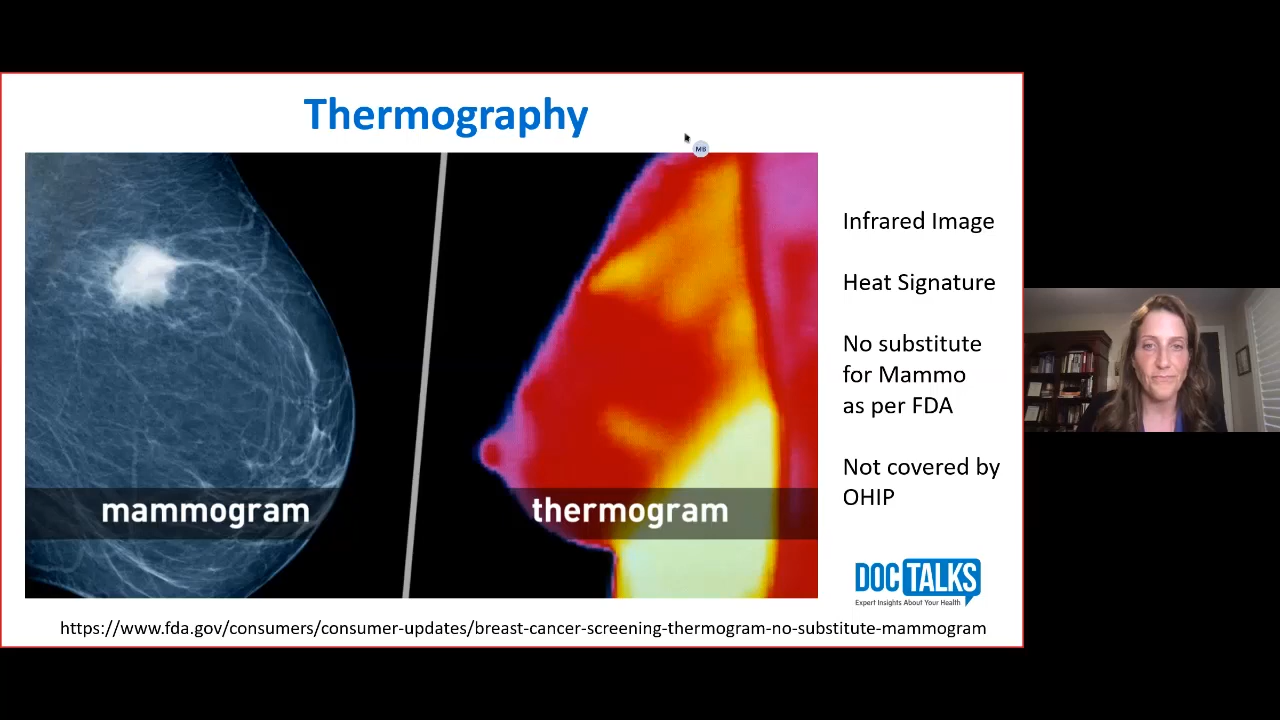 Thermography
MB
Infrared Image
Heat Signature
No substitute
for Mammo
as per FDA
Not covered by
OHIP
mammogram
thermogram
DOC TALKS
Expert Insights About Your Health
https://www.fda.gov/consumers/consumer-updates/breast-cancer-screening-thermogram-no-substitute-mammogram